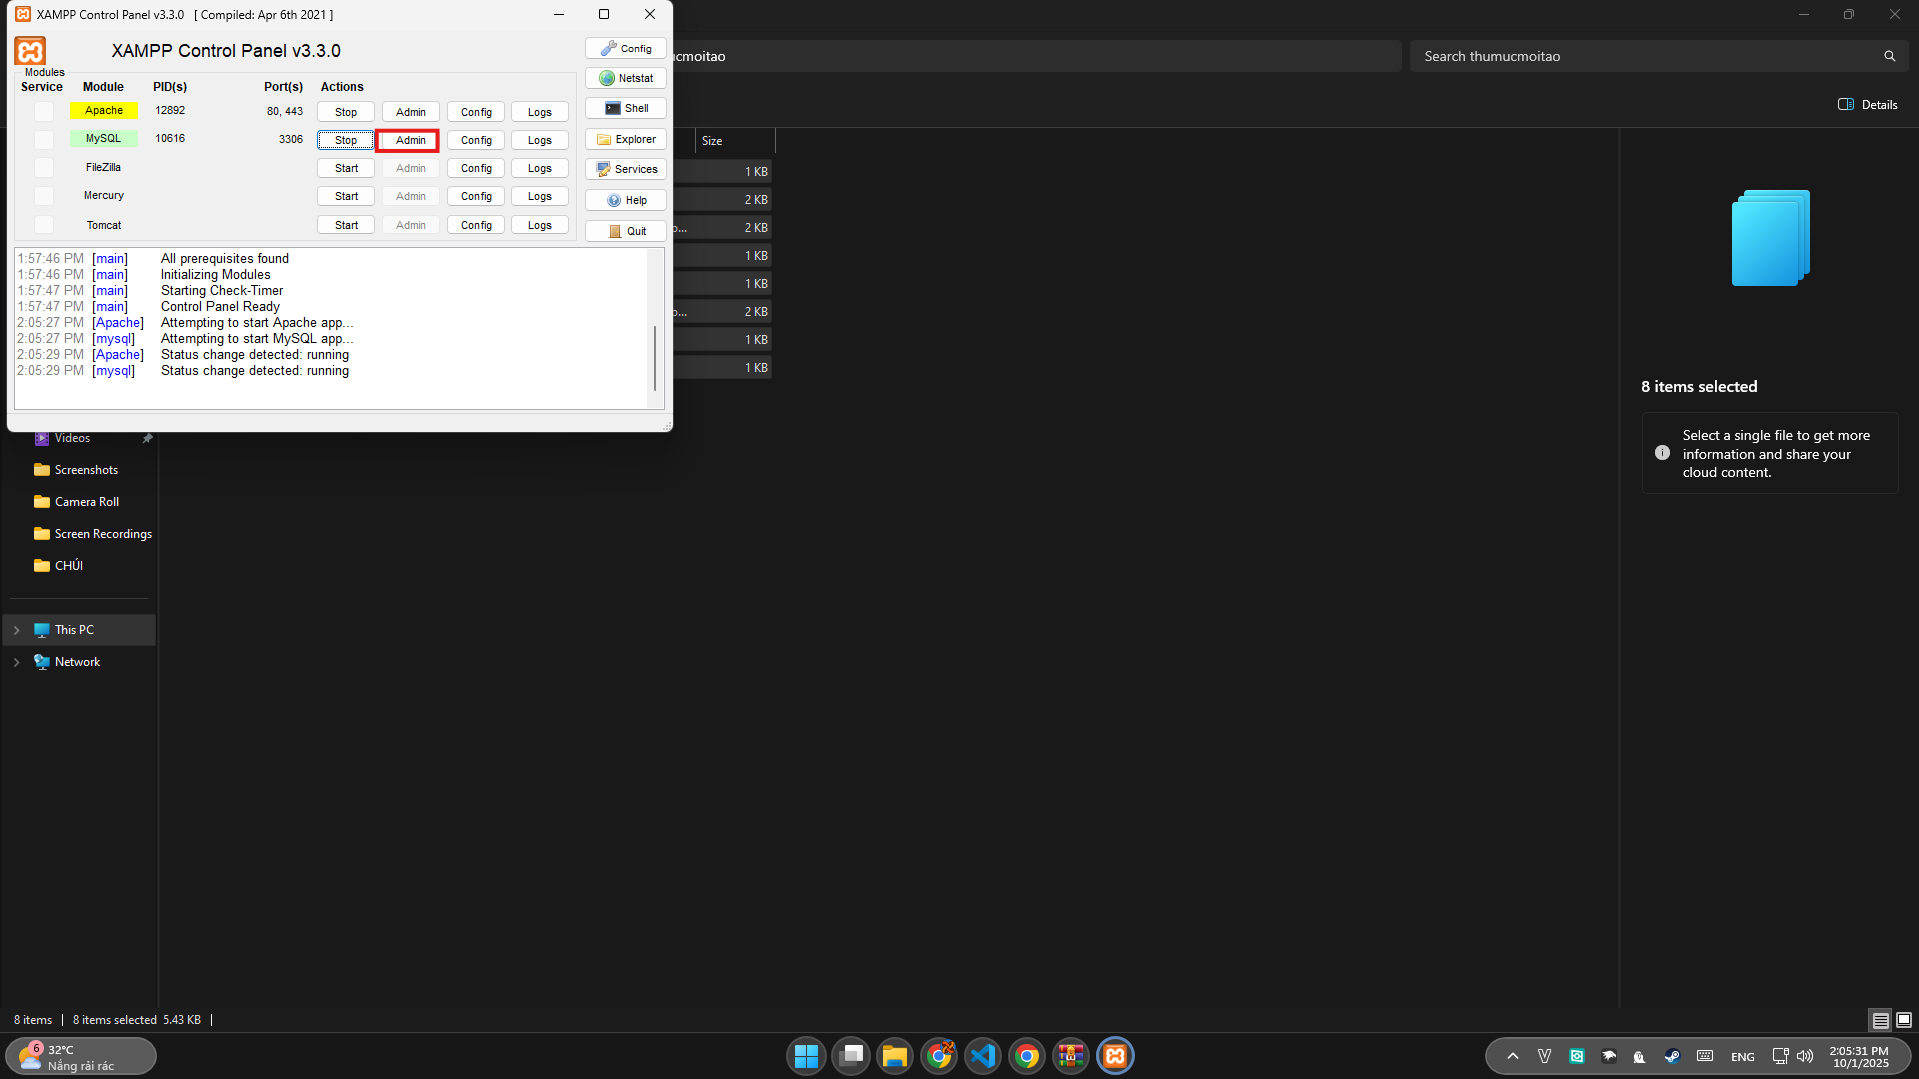 XAMPP Control Panel v3.3.0 [ Compiled: Apr 6th 2021 ]
XAMPP Control Panel v3.3.0
Config
Modules
Service Module PID(s) Port(s) Actions
Netstat
Apache 12892 80, 443 Stop Admin Config Logs
Shell
MySQL 10616 3306 Stop Admin Config Logs
Explorer
FileZilla Start Admin Config Logs
Services
Mercury Start Admin Config Logs
Help
Tomcat Start Admin Config Logs
Quit
1:57:46 PM [main] All prerequisites found
1:57:46 PM [main] Initializing Modules
1:57:47 PM [main] Starting Check-Timer
1:57:47 PM [main] Control Panel Ready
2:05:27 PM [Apache] Attempting to start Apache app...
2:05:27 PM [mysql] Attempting to start MySQL app...
2:05:29 PM [Apache] Status change detected: running
2:05:29 PM [mysql] Status change detected: running
ucmoitao
Search thumucmoitao
Details
Size
1 KB
2 KB
o... 2 KB
1 KB
1 KB
o... 2 KB
1 KB
1 KB
8 items selected
Select a single file to get more
information and share your
cloud content.
Videos
Screenshots
Camera Roll
Screen Recordings
CHÚI
This PC
Network
8 items | 8 items selected 5.43 KB |
6
32°C
Nắng rải rác
ENG
2:05:31 PM
10/1/2025